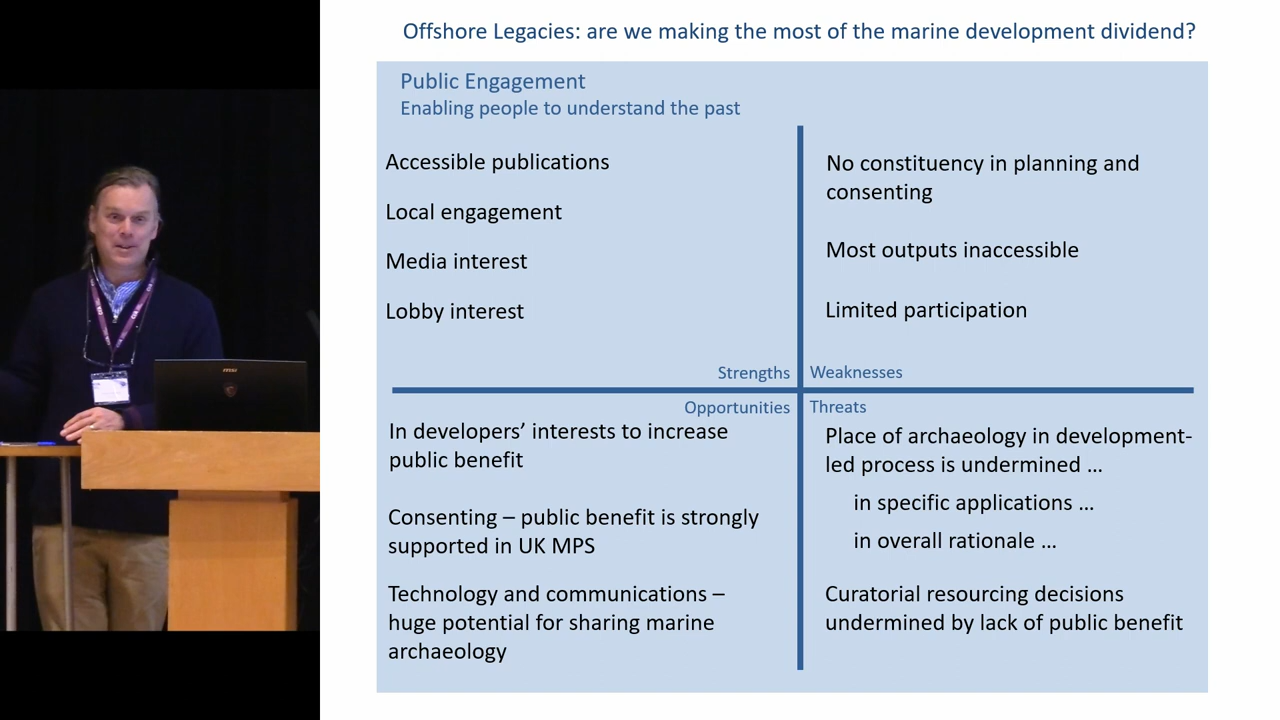 Offshore Legacies: are we making the most of the marine development dividend?
Public Engagement
Enabling people to understand the past
Accessible publications
Local engagement
Media interest
Lobby interest
Strengths
No constituency in planning and
consenting
Most outputs inaccessible
Limited participation
Weaknesses
Opportunities
In developers’ interests to increase
public benefit
Consenting – public benefit is strongly
supported in UK MPS
Technology and communications –
huge potential for sharing marine
archaeology
Threats
Place of archaeology in development-
led process is undermined ...
in specific applications ...
in overall rationale ...
Curatorial resourcing decisions
undermined by lack of public benefit
msi